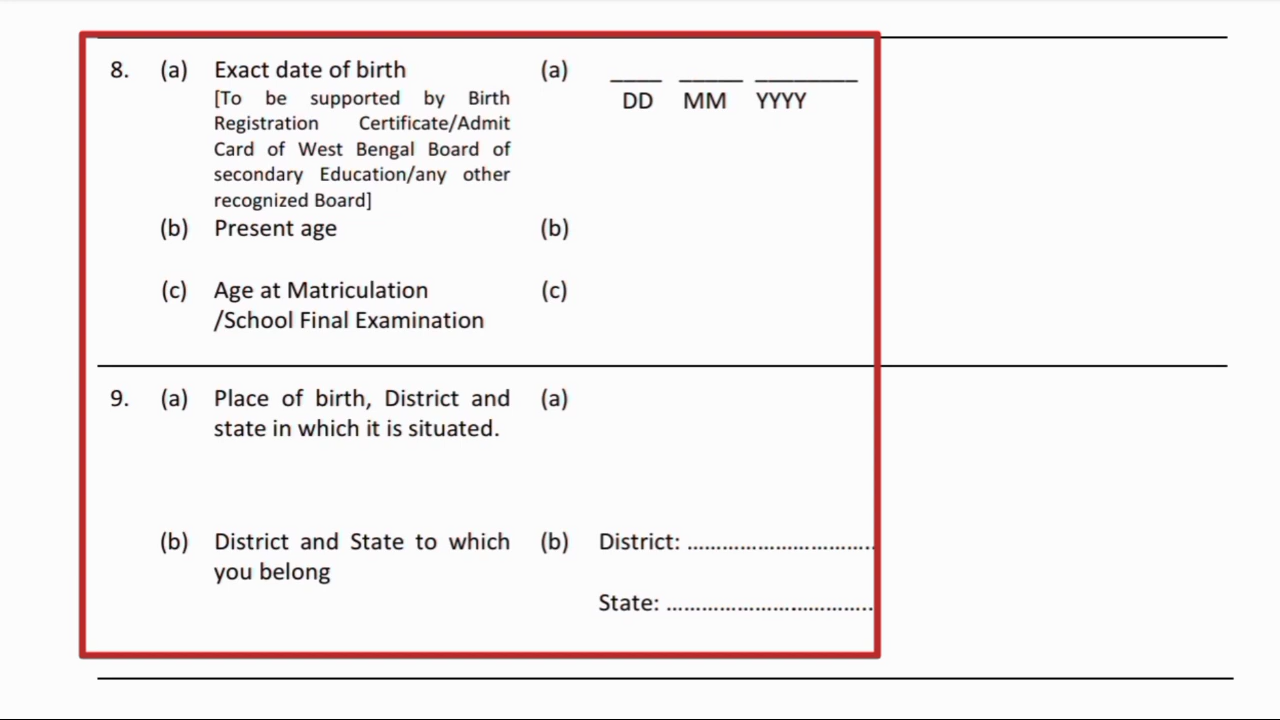 8. (a) Exact date of birth (a) ____ _____ ________
[To be supported by Birth DD MM YYYY
Registration Certificate/Admit
Card of West Bengal Board of
secondary Education/any other
recognized Board]
(b) Present age (b)
(c) Age at Matriculation (c)
/School Final Examination
9. (a) Place of birth, District and (a)
state in which it is situated.
(b) District and State to which (b) District: ................................
you belong
State: ...................................